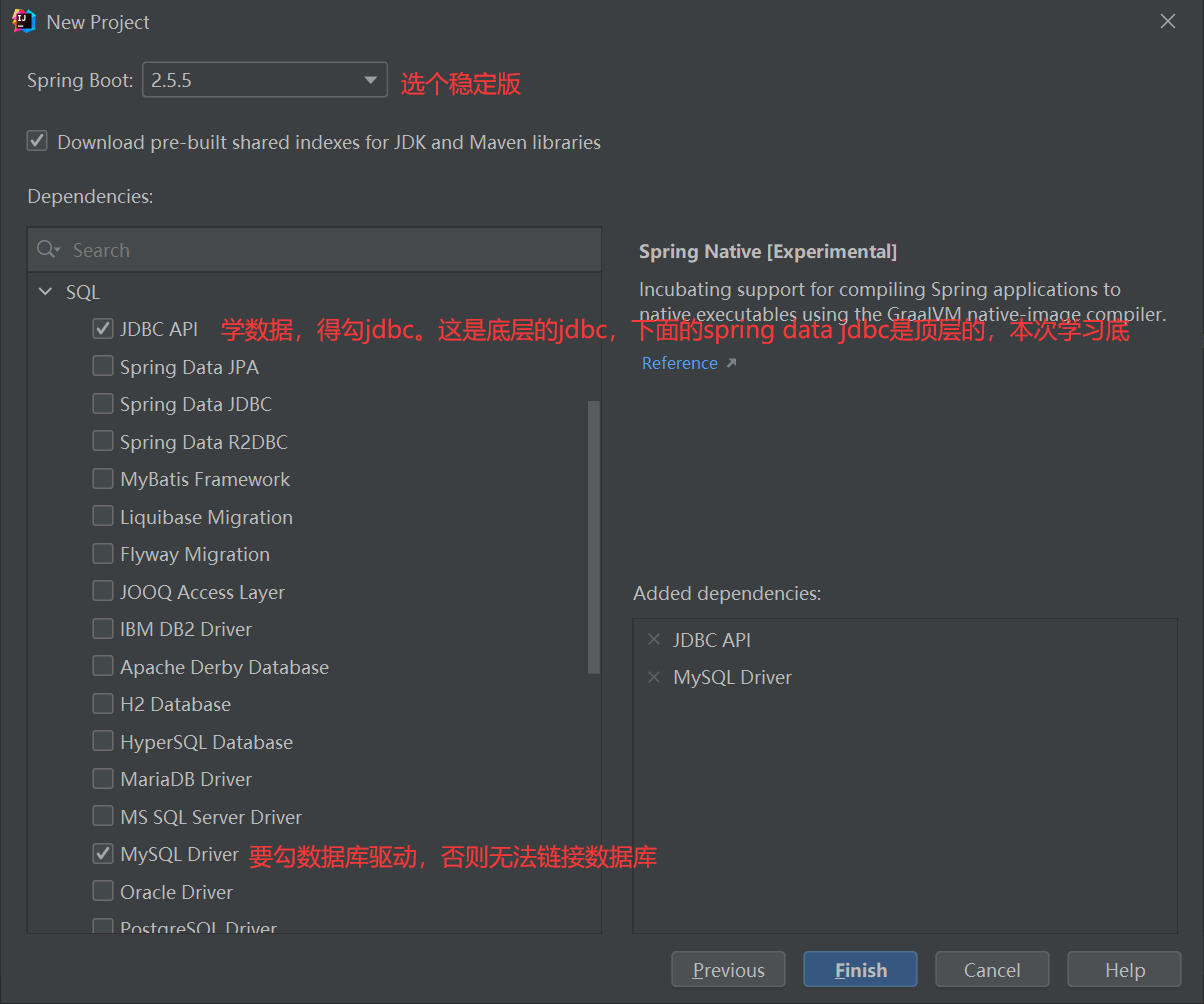 New Project
Spring Boot: 2.5.5 选个稳定版
Download pre-built shared indexes for JDK and Maven libraries
Dependencies:
Search
SQL
JDBC API 学数据，得勾jdbc。这是底层的jdbc，下面的spring data jdbc是顶层的，本次学习底
Spring Data JPA
Spring Data JDBC
Spring Data R2DBC
MyBatis Framework
Liquibase Migration
Flyway Migration
JOOQ Access Layer
IBM DB2 Driver
Apache Derby Database
H2 Database
HyperSQL Database
MariaDB Driver
MS SQL Server Driver
MySQL Driver 要勾数据库驱动，否则无法链接数据库
Oracle Driver
PostgreSQL Driver
Spring Native [Experimental]
Incubating support for compiling Spring applications to
native executables using the GraalVM native-image compiler.
Reference
Added dependencies:
JDBC API
MySQL Driver
Previous Finish Cancel Help